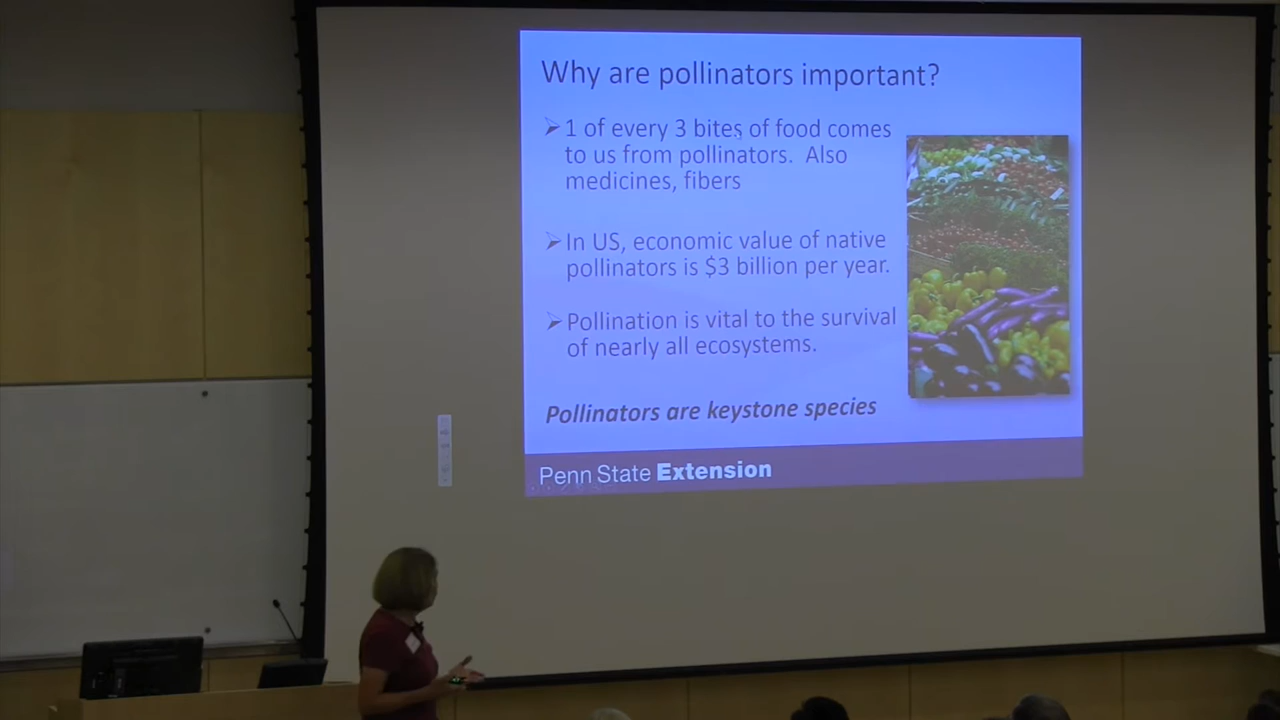 Why are pollinators important?
1 of every 3 bites of food comes
to us from pollinators. Also
medicines, fibers
In US, economic value of native
pollinators is $3 billion per year.
Pollination is vital to the survival
of nearly all ecosystems.
Pollinators are keystone species
Penn State Extension